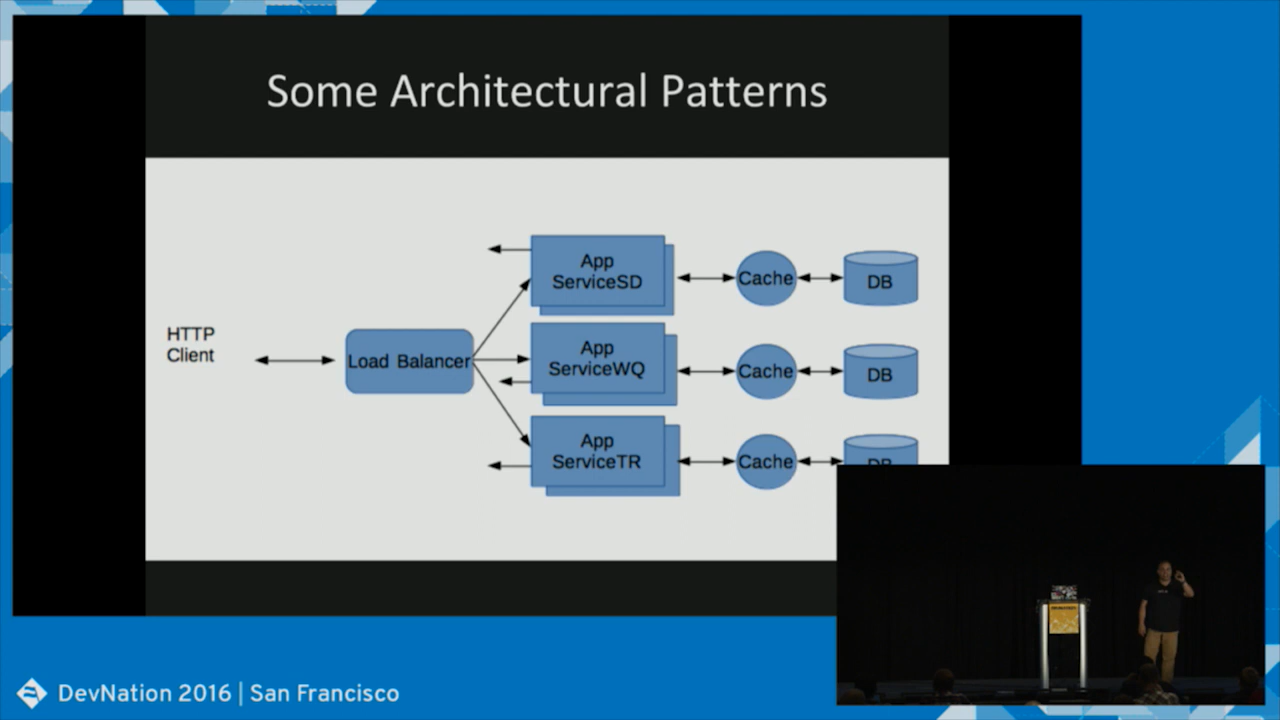 Some Architectural Patterns
HTTP
Client
Load Balancer
App
ServiceSD
Cache
DB
App
ServiceWQ
Cache
DB
App
ServiceTR
Cache
DB
DevNation 2016 | San Francisco